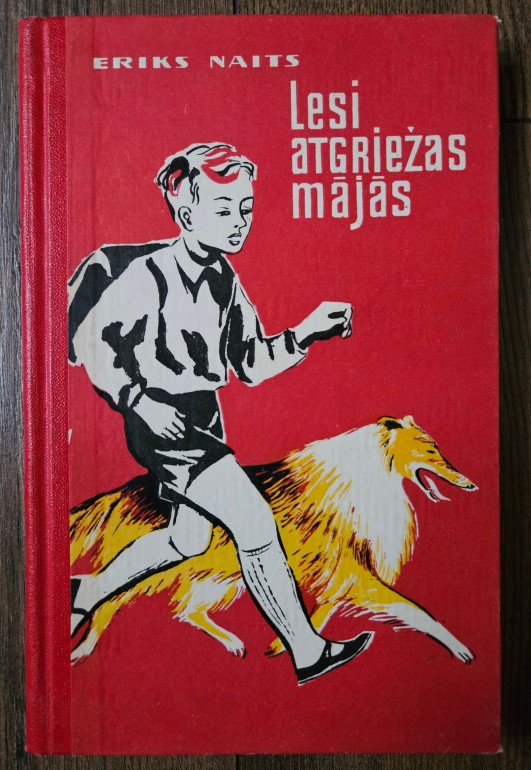 ERIKS NAITS
Lesi
atgriežas
mājās